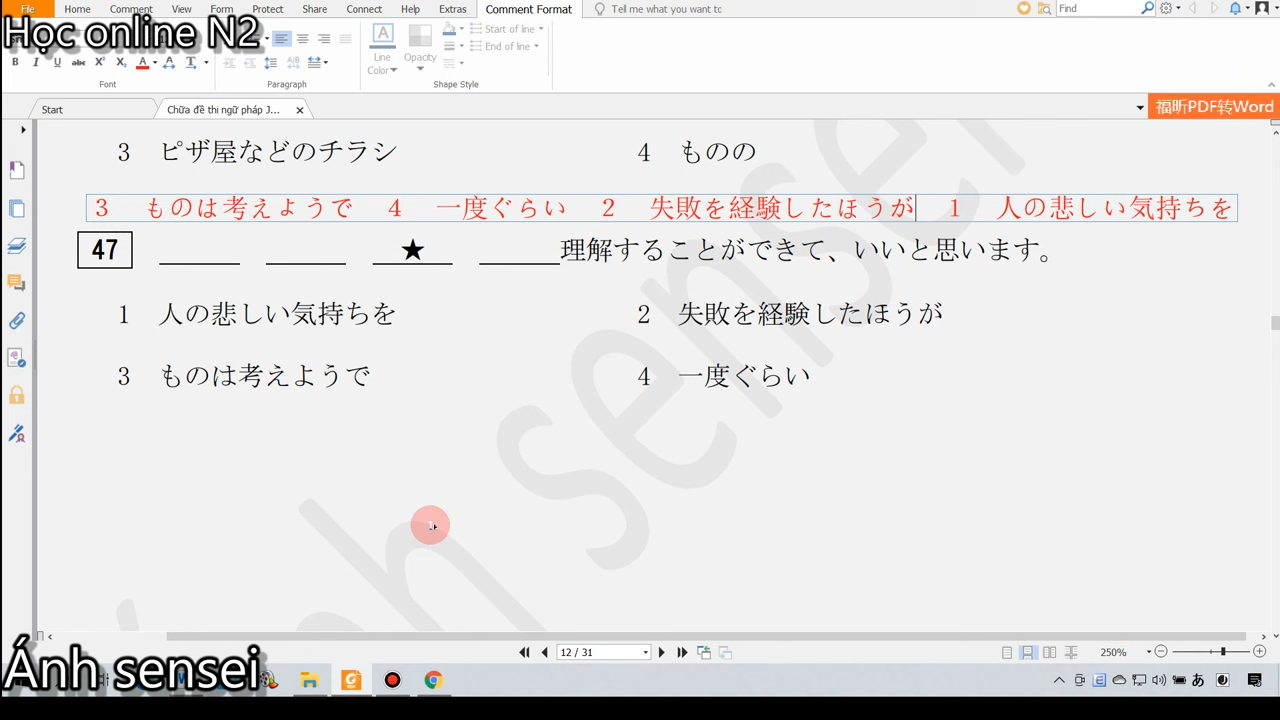 File Home Comment View Form Protect Share Connect Help Extras Comment Format Tell me what you want tc Find
Học online N2
Line Color Opacity Start of line
End of line
Font Paragraph Shape Style
Start Chữa đề thi ngữ pháp J... 福昕PDF转Word
3 ピザ屋などのチラシ 4 ものの
3 ものは考えようで 4 一度ぐらい 2 失敗を経験したほうが 1 人の悲しい気持ちを
47 ★ 理解することができて、いいと思います。
1 人の悲しい気持ちを 2 失敗を経験したほうが
3 ものは考えようで 4 一度ぐらい
Ánh sensei
12 / 31 250%